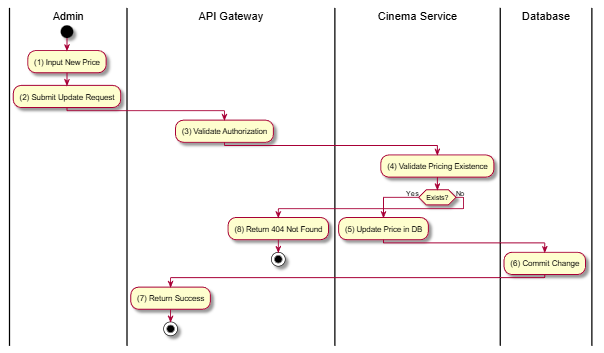 Admin
API Gateway
Cinema Service
Database
(1) Input New Price
(2) Submit Update Request
(3) Validate Authorization
(4) Validate Pricing Existence
Yes
Exists?
No
(8) Return 404 Not Found
(5) Update Price in DB
(6) Commit Change
(7) Return Success